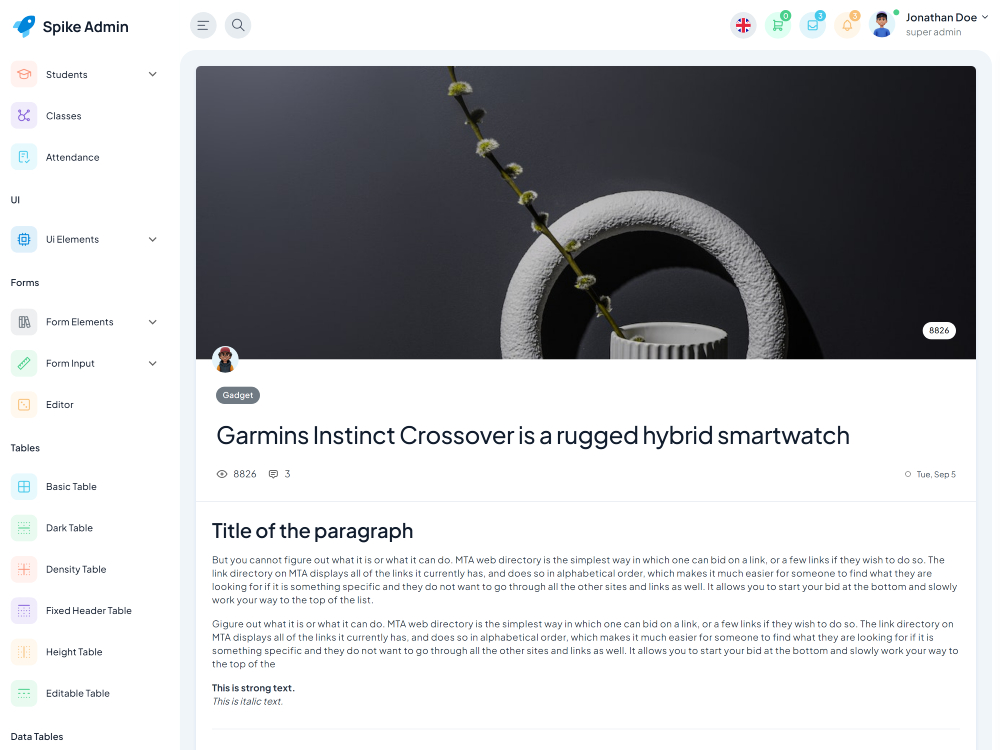 Spike Admin
0
3
3
Jonathan Doe
super admin
Students
Classes
Attendance
UI
Ui Elements
Forms
Form Elements
Form Input
Editor
Tables
Basic Table
Dark Table
Density Table
Fixed Header Table
Height Table
Editable Table
Data Tables
8826
Gadget
Garmins Instinct Crossover is a rugged hybrid smartwatch
8826 3 Tue, Sep 5
Title of the paragraph
But you cannot figure out what it is or what it can do. MTA web directory is the simplest way in which one can bid on a link, or a few links if they wish to do so. The
link directory on MTA displays all of the links it currently has, and does so in alphabetical order, which makes it much easier for someone to find what they are
looking for if it is something specific and they do not want to go through all the other sites and links as well. It allows you to start your bid at the bottom and slowly
work your way to the top of the list.
Gigure out what it is or what it can do. MTA web directory is the simplest way in which one can bid on a link, or a few links if they wish to do so. The link directory on
MTA displays all of the links it currently has, and does so in alphabetical order, which makes it much easier for someone to find what they are looking for if it is
something specific and they do not want to go through all the other sites and links as well. It allows you to start your bid at the bottom and slowly work your way to
the top of the
This is strong text.
This is italic text.